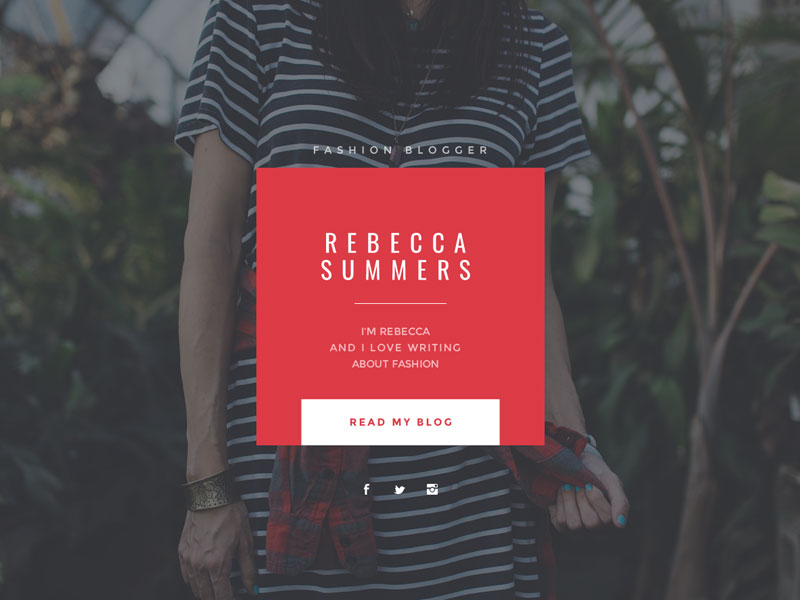 FASHION BLOGGER
REBECCA
SUMMERS
I'M REBECCA
AND I LOVE WRITING
ABOUT FASHION
READ MY BLOG